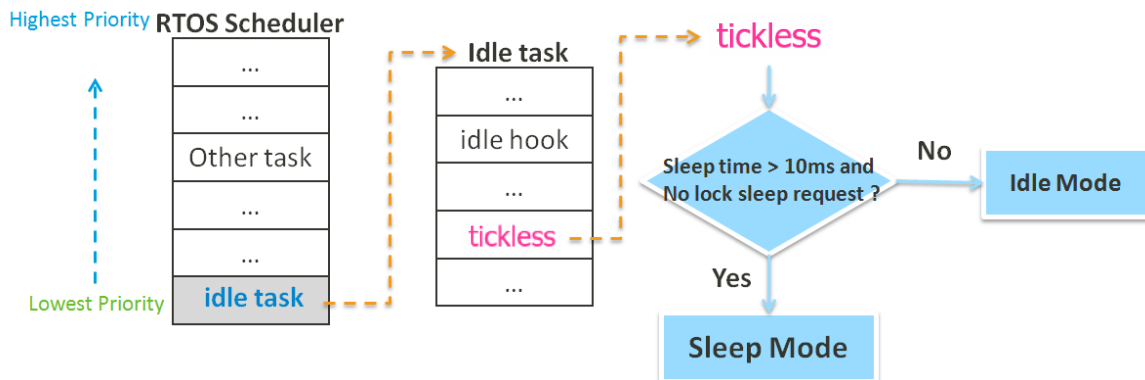 Highest Priority
RTOS Scheduler
...
...
Other task
...
...
idle task
Lowest Priority
Idle task
...
idle hook
...
tickless
...
tickless
Sleep time > 10ms and
No lock sleep request ?
No
Idle Mode
Yes
Sleep Mode